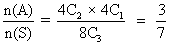 n(A)/n(S) = 4C₂ × 4C₁ / 8C₃ = 3/7